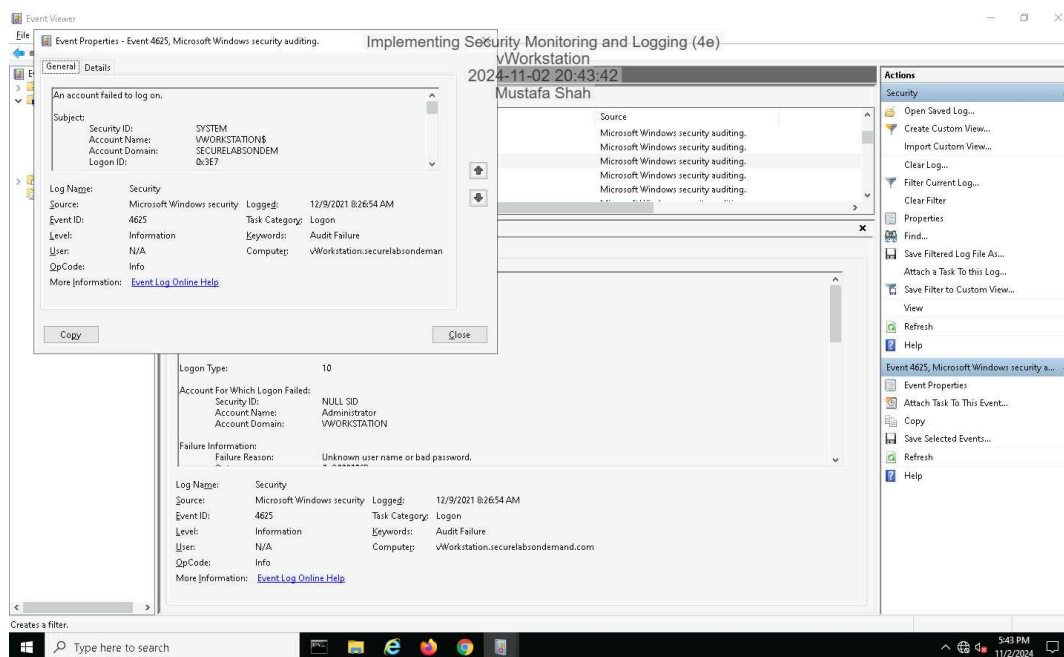 Event Viewer
File
Event Properties - Event 4625, Microsoft Windows security auditing.
Implementing Security Monitoring and Logging (4e)
vWorkstation
2024-11-02 20:43:42
Mustafa Shah
General Details
An account failed to log on.
Subject:
Security ID: SYSTEM
Account Name: VWORKSTATION$
Account Domain: SECURELABSONDEM
Logon ID: 0x3E7
Log Name: Security
Source: Microsoft Windows security Logged: 12/9/2021 8:26:54 AM
Event ID: 4625 Task Category: Logon
Level: Information Keywords: Audit Failure
User: N/A Computer: vWorkstation.securelabsondeman
OpCode: Info
More Information: Event Log Online Help
Copy Close
Source
Microsoft Windows security auditing.
Microsoft Windows security auditing.
Microsoft Windows security auditing.
Microsoft Windows security auditing.
Microsoft Windows security auditing.
Logon Type: 10
Account For Which Logon Failed:
Security ID: NULL SID
Account Name: Administrator
Account Domain: VWORKSTATION
Failure Information:
Failure Reason: Unknown user name or bad password.
Log Name: Security
Source: Microsoft Windows security Logged: 12/9/2021 8:26:54 AM
Event ID: 4625 Task Category: Logon
Level: Information Keywords: Audit Failure
User: N/A Computer: vWorkstation.securelabsondemand.com
OpCode: Info
More Information: Event Log Online Help
Actions
Security
Open Saved Log...
Create Custom View...
Import Custom View...
Clear Log...
Filter Current Log...
Clear Filter
Properties
Find...
Save Filtered Log File As...
Attach a Task To this Log...
Save Filter to Custom View...
View
Refresh
Help
Event 4625, Microsoft Windows security a...
Event Properties
Attach Task To This Event...
Copy
Save Selected Events...
Refresh
Help
Creates a filter.
Type here to search
5:43 PM
11/2/2024